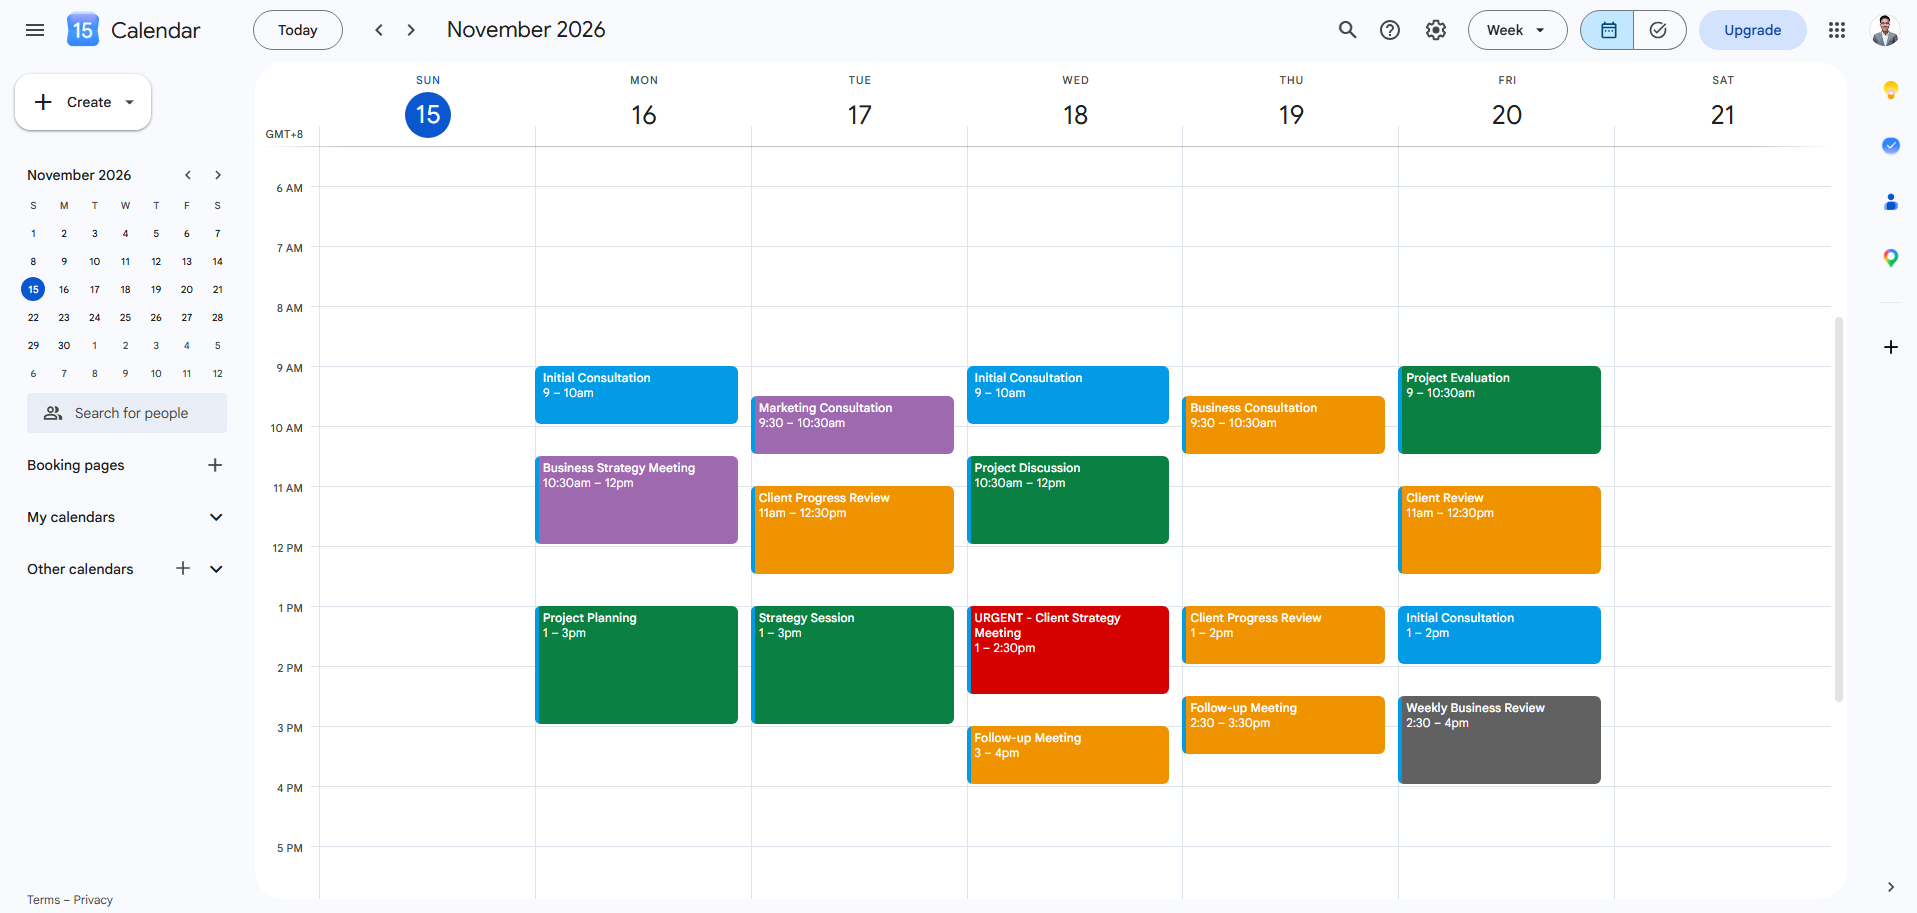 15 Calendar
Today
November 2026
Week
Upgrade
Create
November 2026
S M T W T F S
1 2 3 4 5 6 7
8 9 10 11 12 13 14
15 16 17 18 19 20 21
22 23 24 25 26 27 28
29 30 1 2 3 4 5
6 7 8 9 10 11 12
Search for people
Booking pages
My calendars
Other calendars
Terms – Privacy
GMT+8
SUN
15
MON
16
TUE
17
WED
18
THU
19
FRI
20
SAT
21
6 AM
7 AM
8 AM
9 AM
10 AM
11 AM
12 PM
1 PM
2 PM
3 PM
4 PM
5 PM
Initial Consultation
9 – 10am
Business Strategy Meeting
10:30am – 12pm
Project Planning
1 – 3pm
Marketing Consultation
9:30 – 10:30am
Client Progress Review
11am – 12:30pm
Strategy Session
1 – 3pm
Initial Consultation
9 – 10am
Project Discussion
10:30am – 12pm
URGENT - Client Strategy
Meeting
1 – 2:30pm
Follow-up Meeting
3 – 4pm
Business Consultation
9:30 – 10:30am
Client Progress Review
1 – 2pm
Follow-up Meeting
2:30 – 3:30pm
Project Evaluation
9 – 10:30am
Client Review
11am – 12:30pm
Initial Consultation
1 – 2pm
Weekly Business Review
2:30 – 4pm